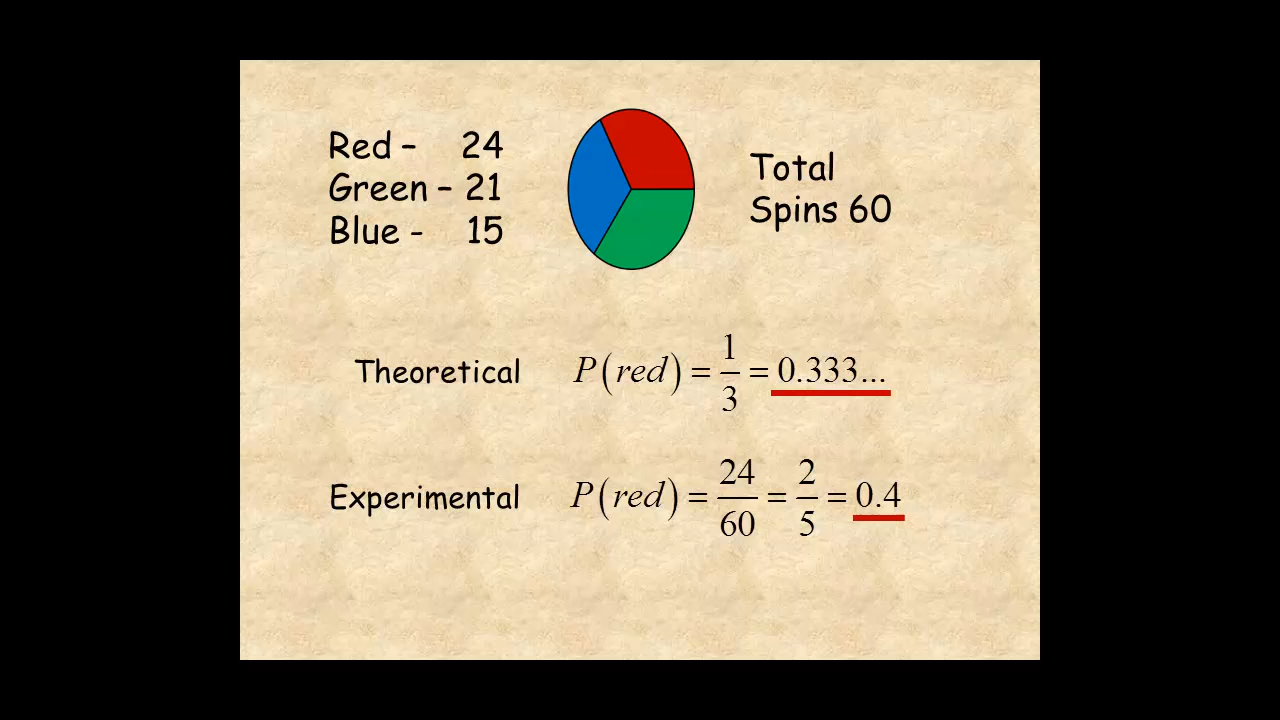 Red – 24
Green – 21
Blue - 15
Total
Spins 60
Theoretical P(red) = 1/3 = 0.333...
Experimental P(red) = 24/60 = 2/5 = 0.4